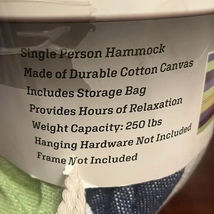 Single Person Hammock
Made of Durable Cotton Canvas
Includes Storage Bag
Provides Hours of Relaxation
Weight Capacity: 250 lbs
Hanging Hardware Not Included
Frame Not Included